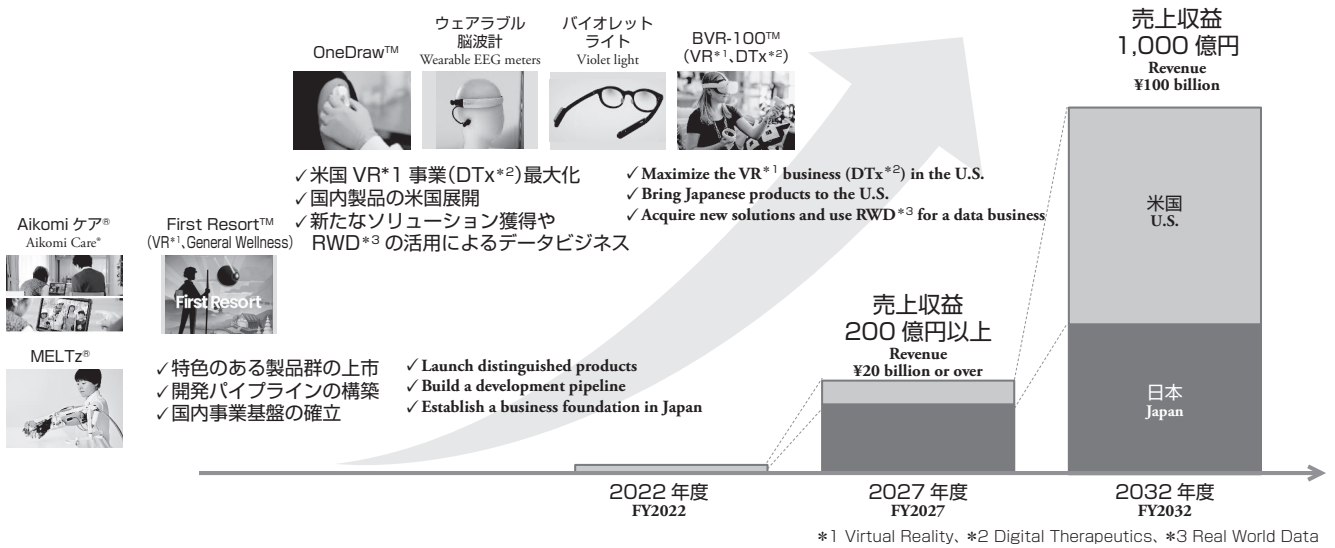 OneDraw™
ウェアラブル
脳波計
Wearable EEG meters
バイオレット
ライト
Violet light
BVR-100™
(VR*1、DTx*2)
売上収益
1,000 億円
Revenue
¥100 billion
✓米国 VR*1 事業(DTx*2)最大化
✓国内製品の米国展開
✓新たなソリューション獲得や
RWD*3 の活用によるデータビジネス
✓Maximize the VR*1 business (DTx*2) in the U.S.
✓Bring Japanese products to the U.S.
✓Acquire new solutions and use RWD*3 for a data business
Aikomi ケア®
Aikomi Care®
First Resort™
(VR*1、General Wellness)
First Resort
MELTz®
✓特色のある製品群の上市
✓開発パイプラインの構築
✓国内事業基盤の確立
✓Launch distinguished products
✓Build a development pipeline
✓Establish a business foundation in Japan
売上収益
200 億円以上
Revenue
¥20 billion or over
米国
U.S.
日本
Japan
2022 年度
FY2022
2027 年度
FY2027
2032 年度
FY2032
*1 Virtual Reality、*2 Digital Therapeutics、*3 Real World Data